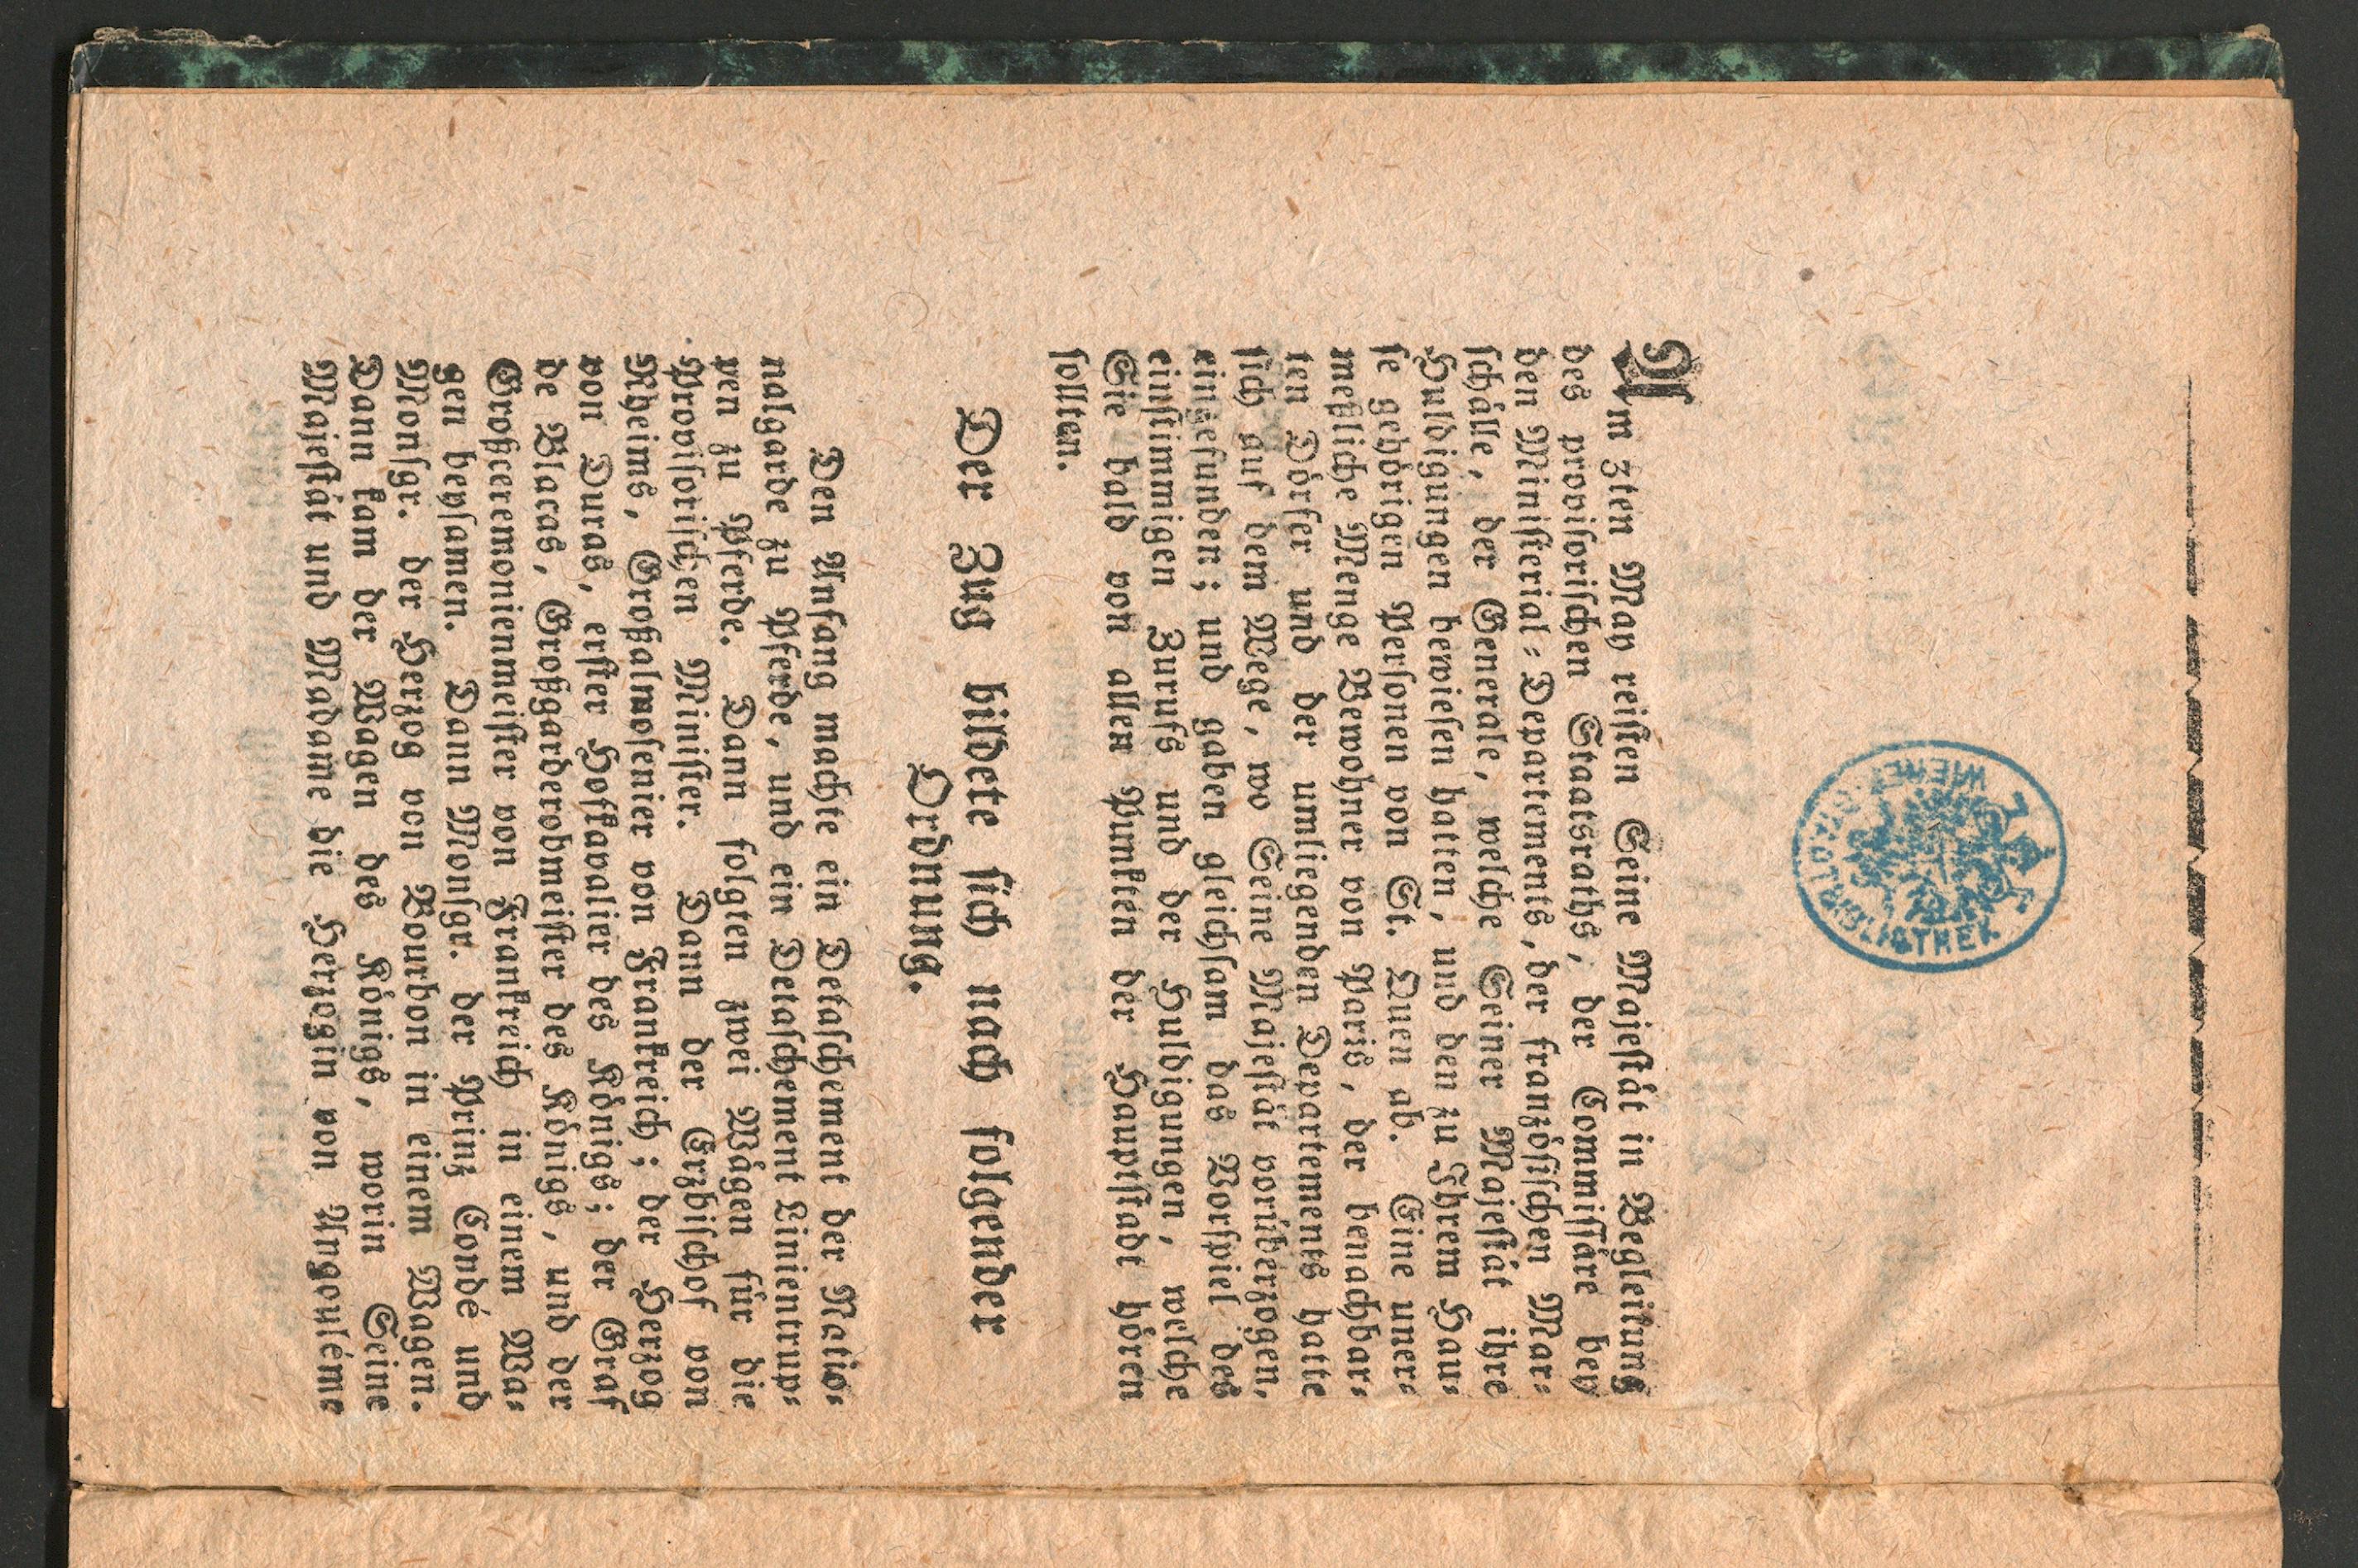 WIENER STADTBIBLIOTHEK
Am 3ten May reiſten Seine Majeſtät in Begleitung
des proviſoriſchen Staatsraths, der Commiſſäre bey
den Miniſterial⸗Departements, der franzöſiſchen Mar⸗
ſchälle, der Generale, welche Seiner Majeſtät ihre
Huldigungen bewieſen hatten, und den zu Ihrem Hau⸗
ſe gehörigen Perſonen von St. Ouen ab. Eine uner⸗
meßliche Menge Bewohner von Paris, der benachbar⸗
ten Dörfer und der umliegenden Departements hatte
ſich auf dem Wege, wo Seine Majeſtät vorüberzogen,
eingefunden; und gaben gleichſam das Vorſpiel des
einſtimmigen Zurufs und der Huldigungen, welche
Sie bald von allen Punkten der Hauptſtadt hören
ſollten.
Der Zug bildete ſich nach folgender
Ordnung.
Den Anfang machte ein Detaſchement der Natio⸗
nalgarde zu Pferde, und ein Detaſchement Linientrup⸗
pen zu Pferde. Dann folgten zwei Wägen für die
Proviſoriſchen Miniſter. Dann der Erzbiſchof von
Rheims, Großalmoſenier von Frankreich; der Herzog
von Duras, erſter Hofkavalier des Königs; der Graf
de Blacas, Großgarderobmeiſter des Königs, und der
Großceremonienmeiſter von Frankreich in einem Wa⸗
gen beyſamen. Dann Monſgr. der Prinz Condé und
Monſgr. der Herzog von Bourbon in einem Wagen.
Dann kam der Wagen des Königs, worin Seine
Majeſtät und Madame die Herzogin von Angouléme